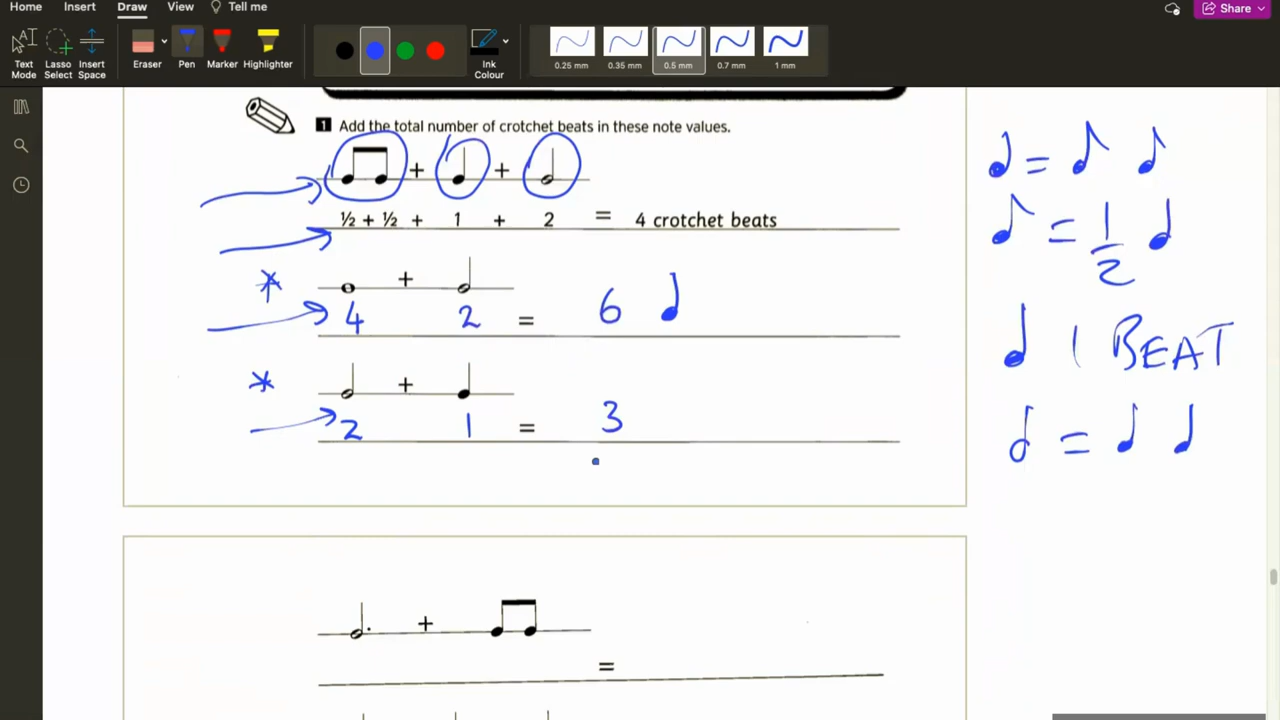 Home Insert Draw View Tell me
Share
Text Mode
Lasso Select
Insert Space
Eraser
Pen
Marker
Highlighter
Ink Colour
0.25 mm
0.35 mm
0.5 mm
0.7 mm
1 mm
1 Add the total number of crotchet beats in these note values.
+ +
½ + ½ + 1 + 2 = 4 crotchet beats
* +
4 2 = 6
* +
2 1 = 3
+
=
=
= 1/2
1 BEAT
=